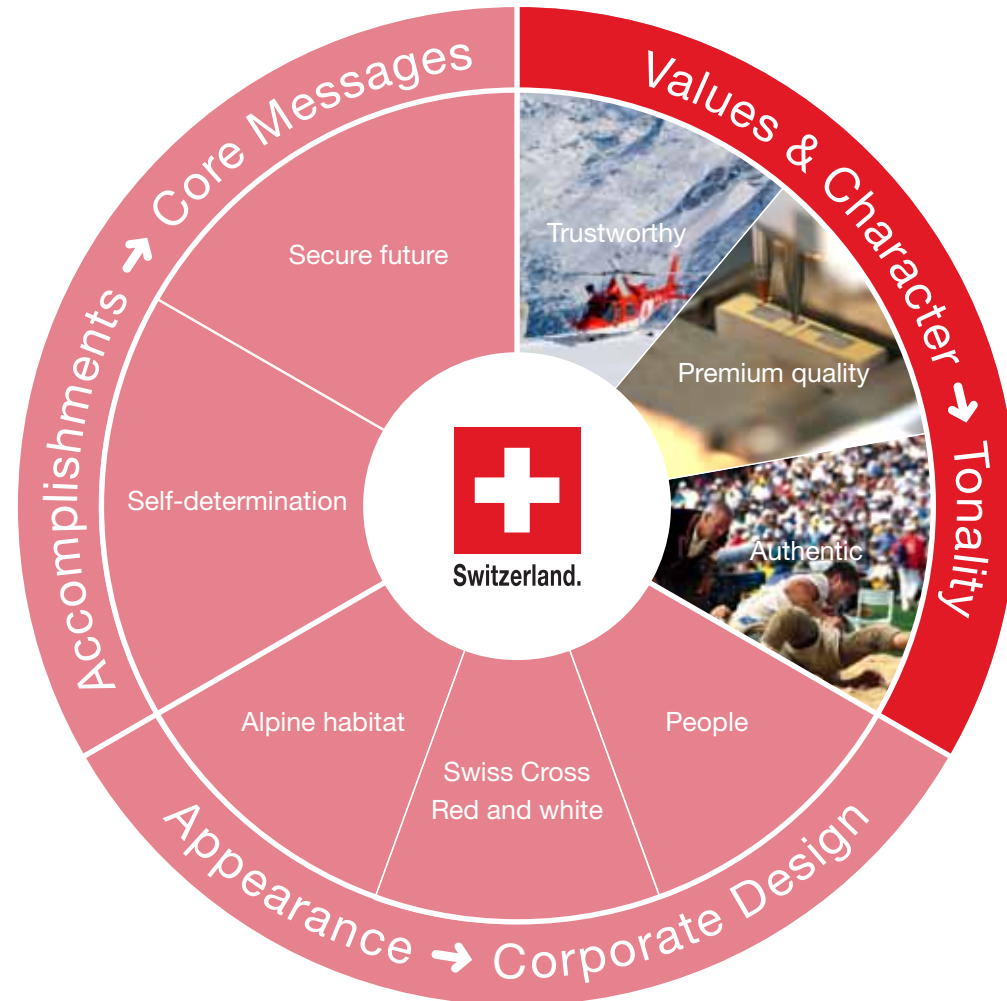 Accomplishments ➔ Core Messages
Values & Character ➔ Tonality
Secure future
Trustworthy
Premium quality
Self-determination
Authentic
Switzerland.
Alpine habitat
People
Swiss Cross
Red and white
Appearance ➔ Corporate Design